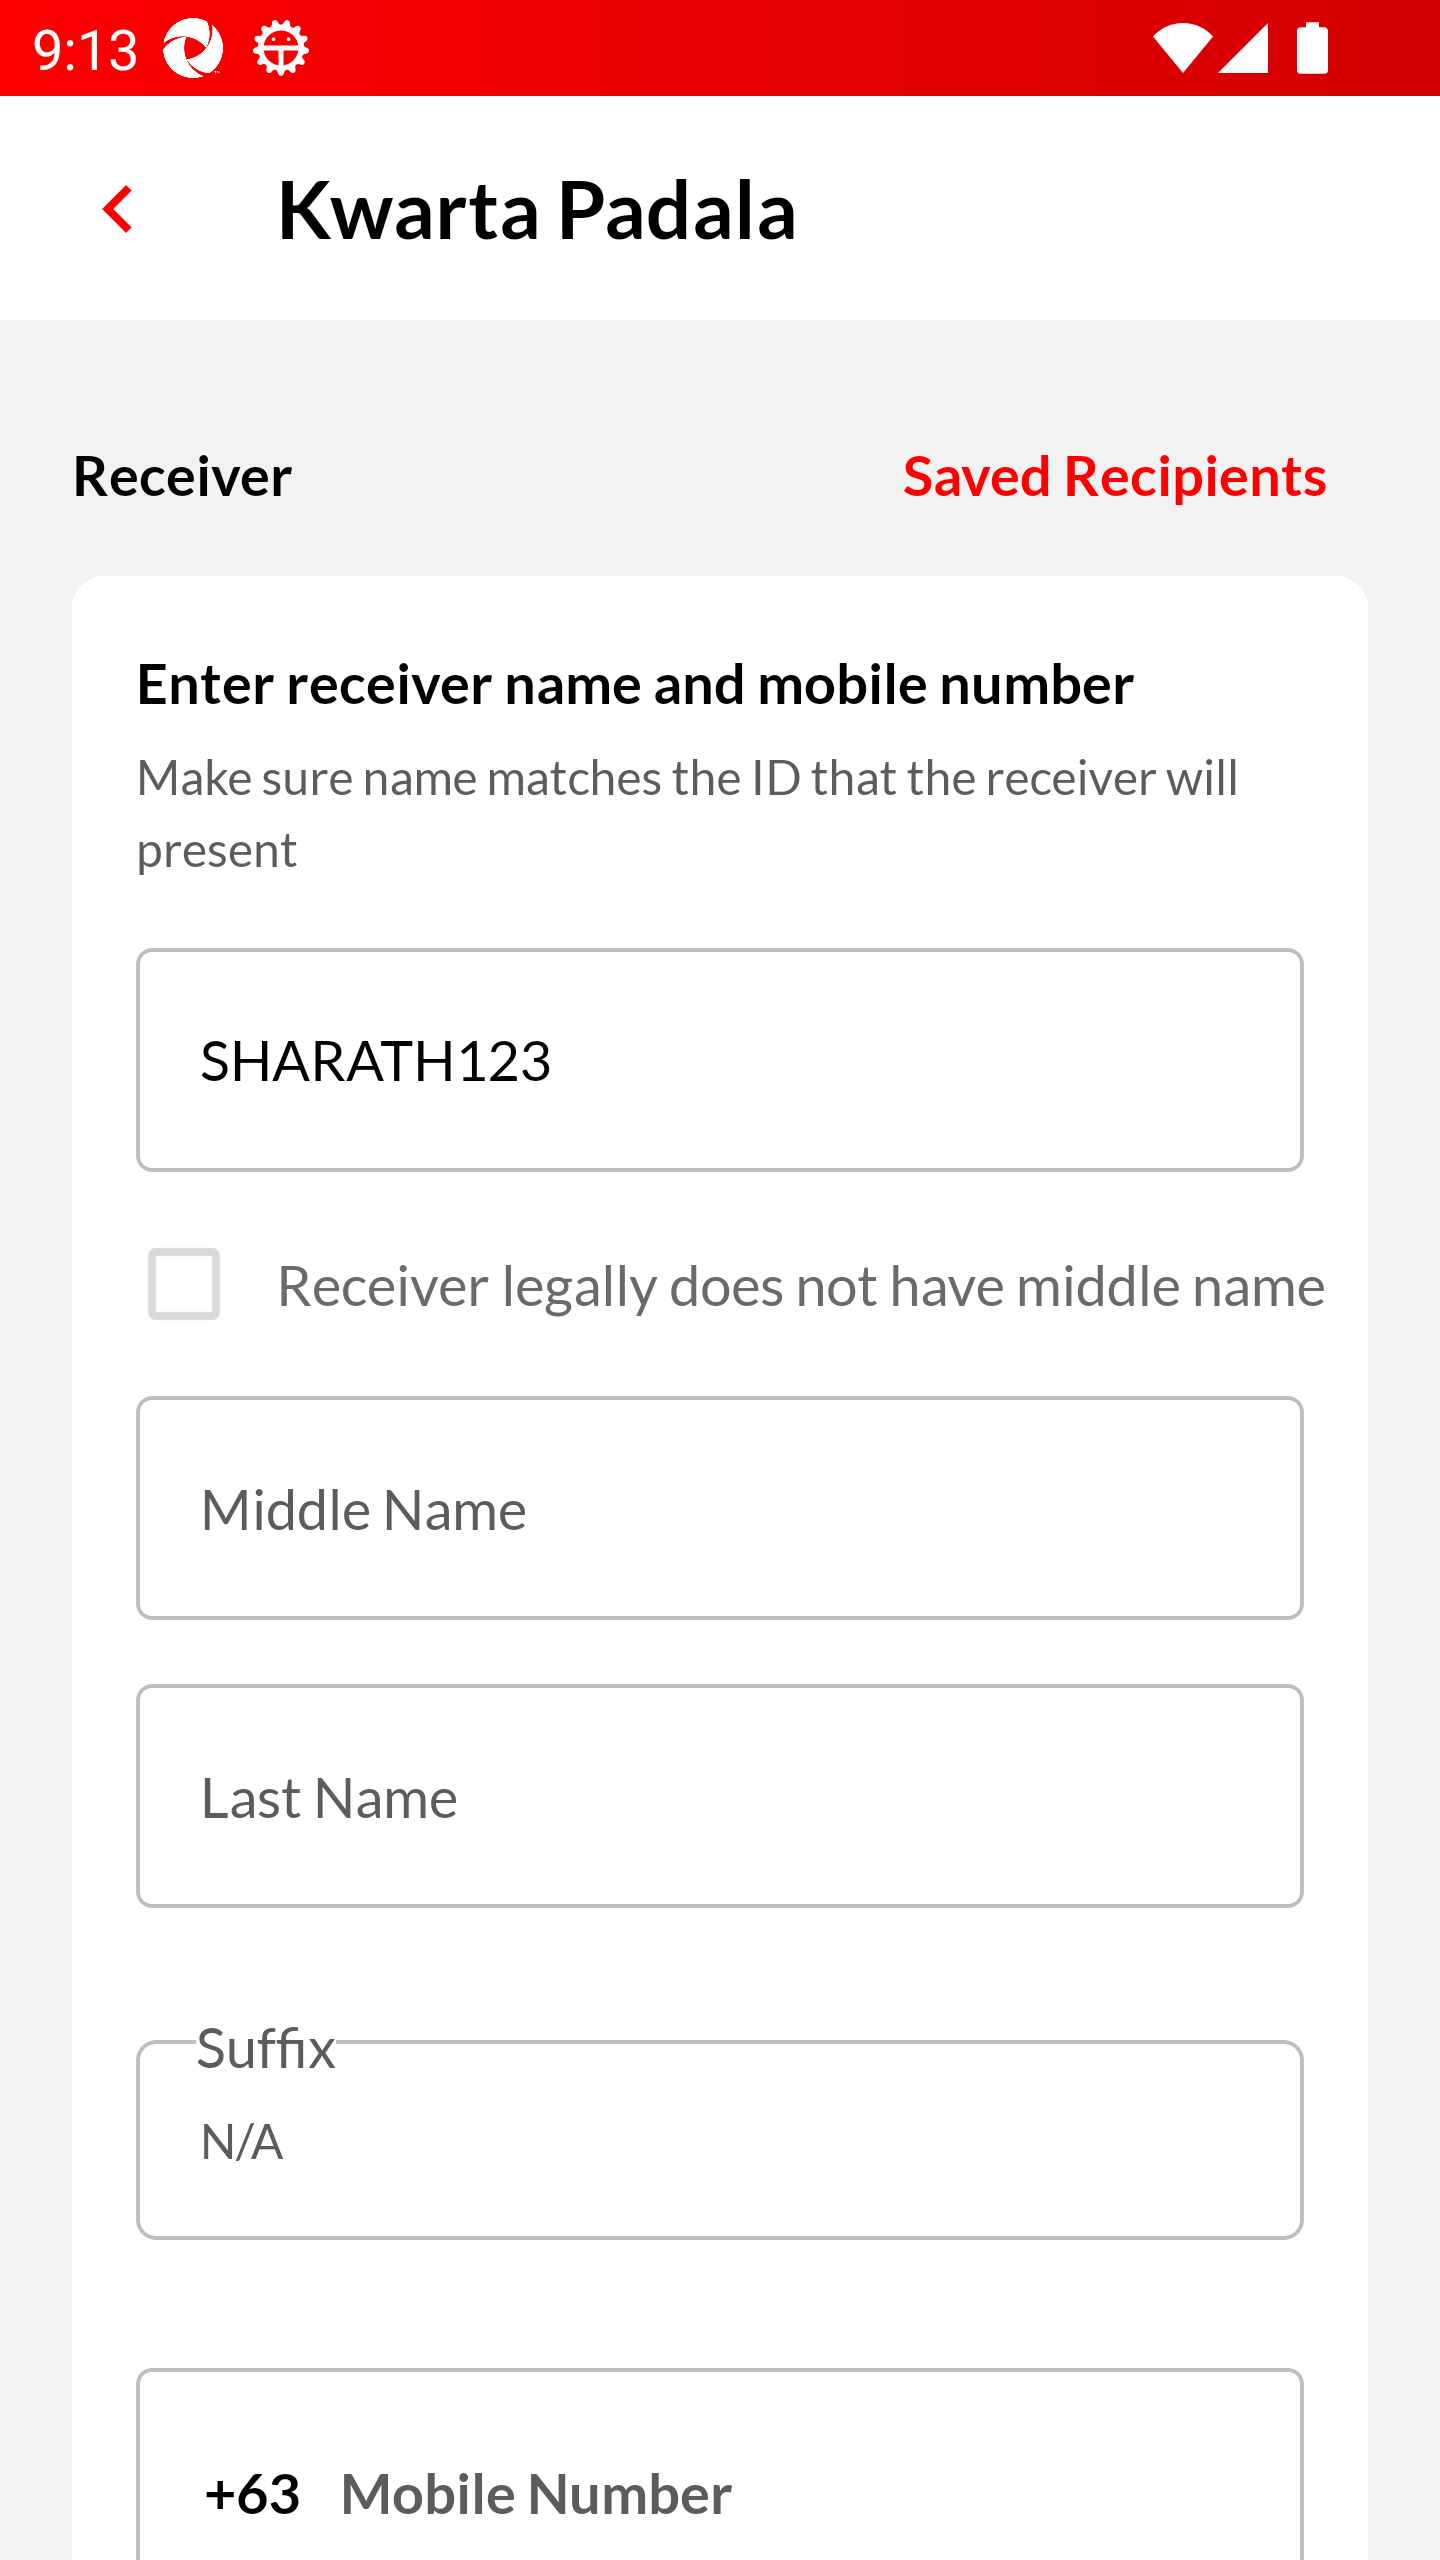 9:13
Kwarta Padala
Receiver
Saved Recipients
Enter receiver name and mobile number
Make sure name matches the ID that the receiver will
present
SHARATH123
Receiver legally does not have middle name
Middle Name
Last Name
Suffix
N/A
+63 Mobile Number